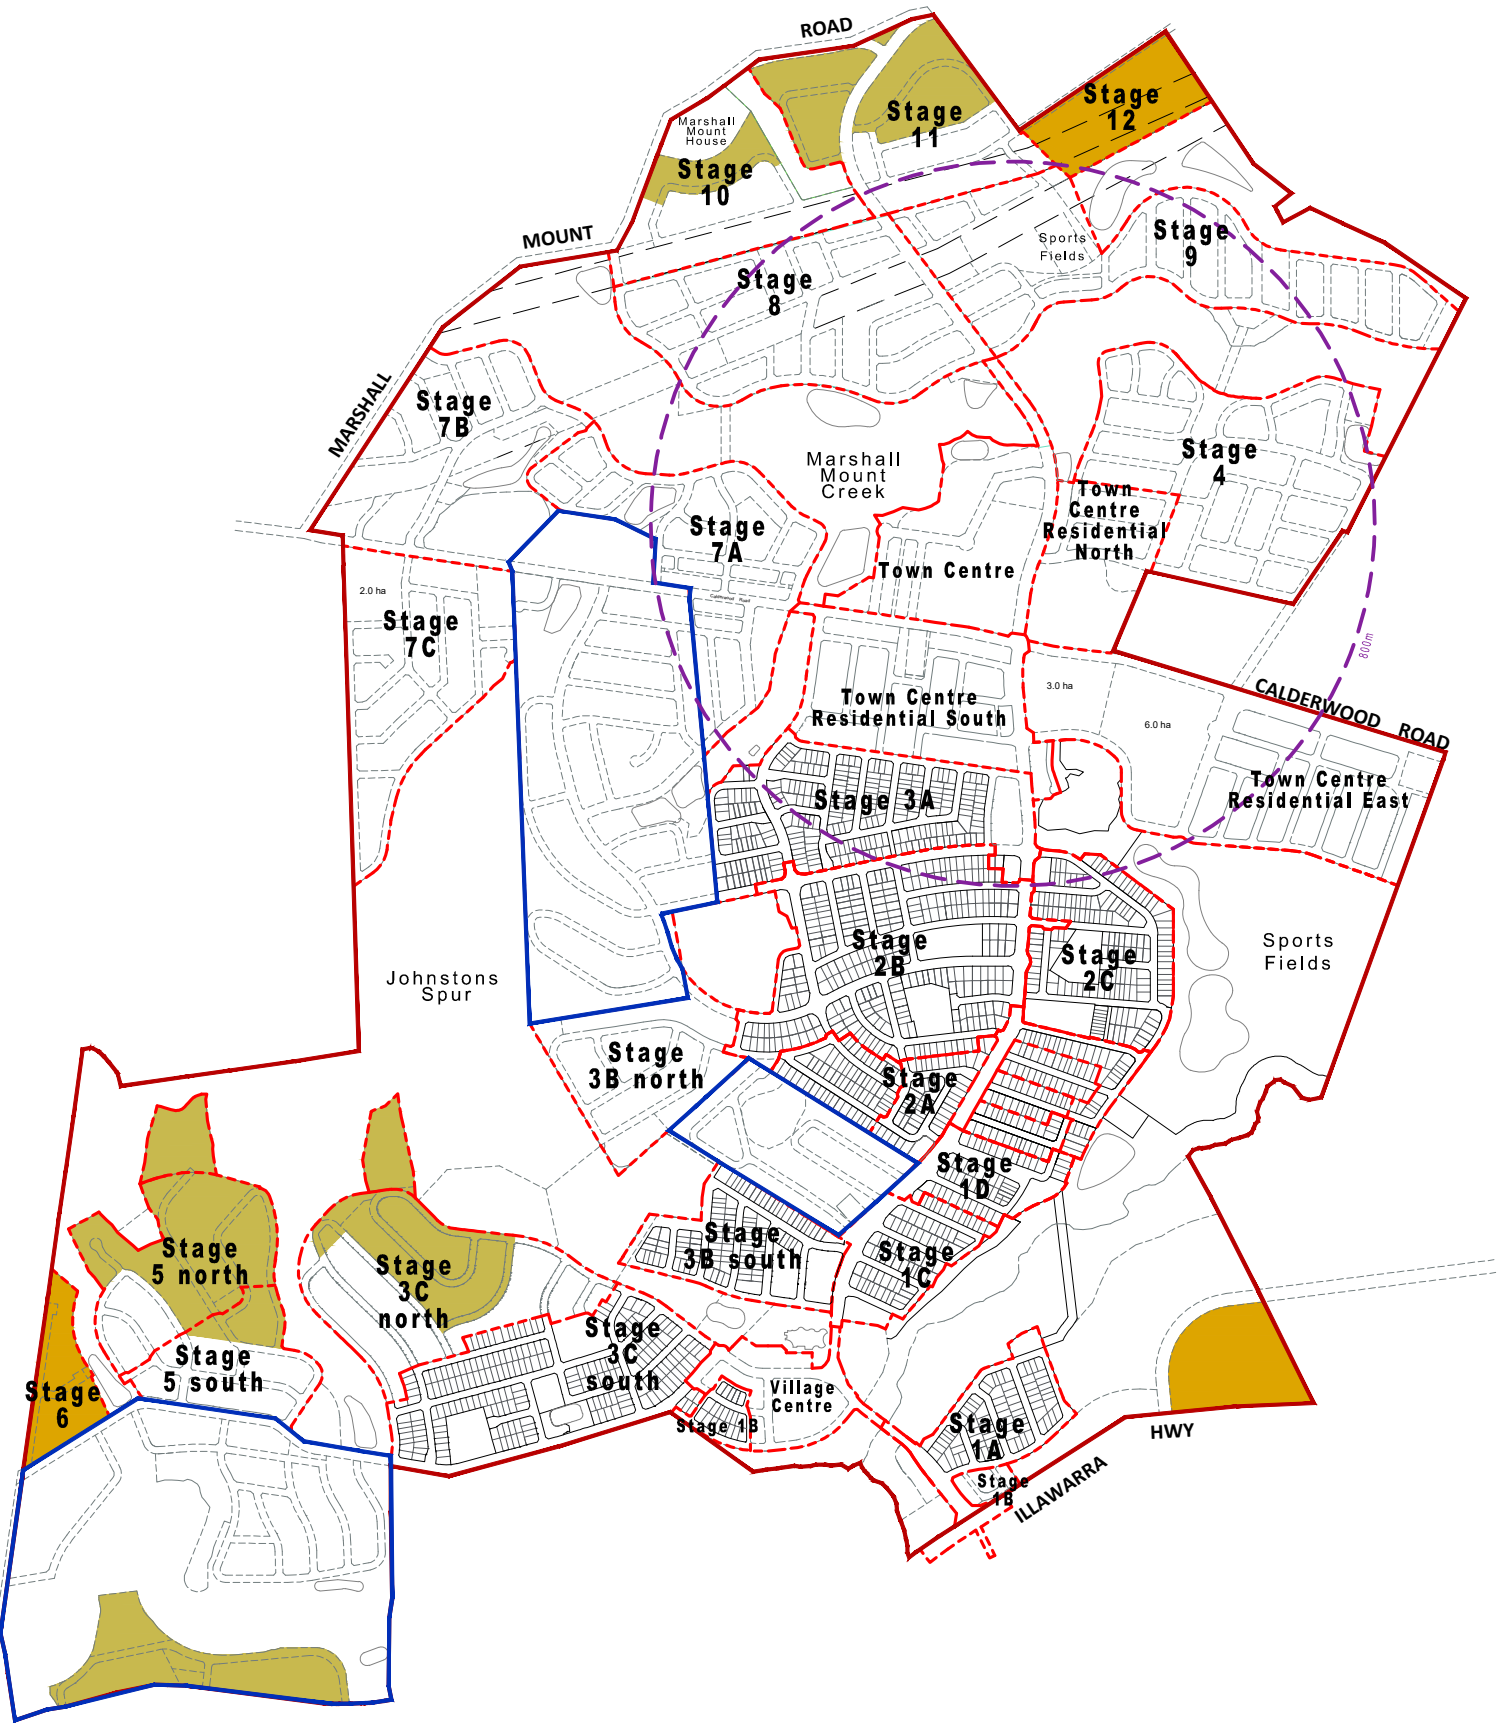 ROAD
Stage
12
Stage
11
Marshall
Mount
House
Stage
10
MOUNT
Sports
Fields
Stage
9
Stage
8
MARSHALL
Stage
7B
Marshall
Mount
Creek
Stage
4
Town
Centre
Residential
North
Stage
7A
Town Centre
2.0 ha
Calderwood Road
Stage
7C
800m
3.0 ha
6.0 ha
CALDERWOOD ROAD
Town Centre
Residential South
Town Centre
Residential East
Stage 3A
Stage
2B
Stage
2C
Sports
Fields
Johnstons
Spur
Stage
3B north
Stage
2A
Stage
1D
Stage
3B south
Stage
1C
Stage
5 north
Stage
3C
north
Stage
3C
south
Stage
5 south
Stage
6
Village
Centre
Stage 1B
Stage
1A
HWY
Stage
1B
ILLAWARRA